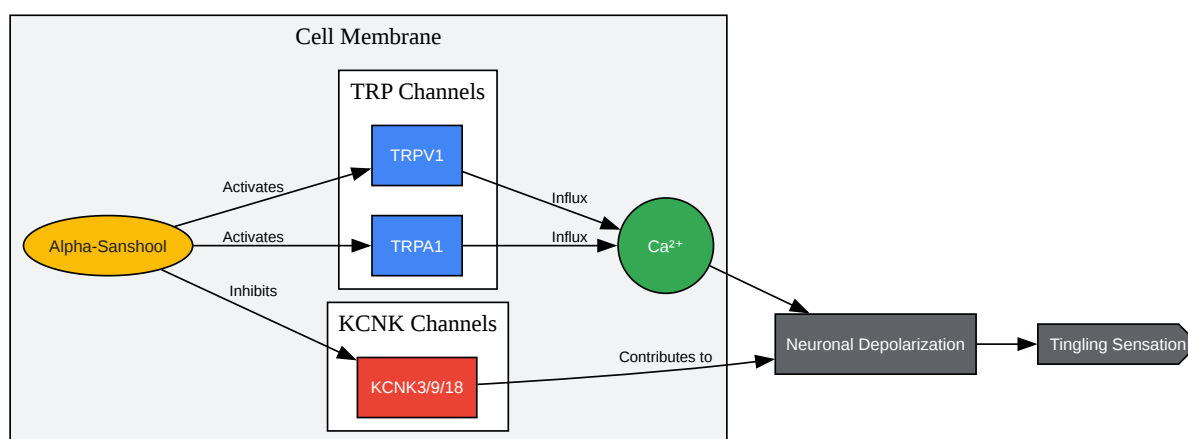 Cell Membrane
TRP Channels
TRPV1
Activates
Influx
Alpha-Sanshool
Activates
TRPA1
Influx
Ca²⁺
Inhibits
KCNK Channels
KCNK3/9/18
Contributes to
Neuronal Depolarization
Tingling Sensation